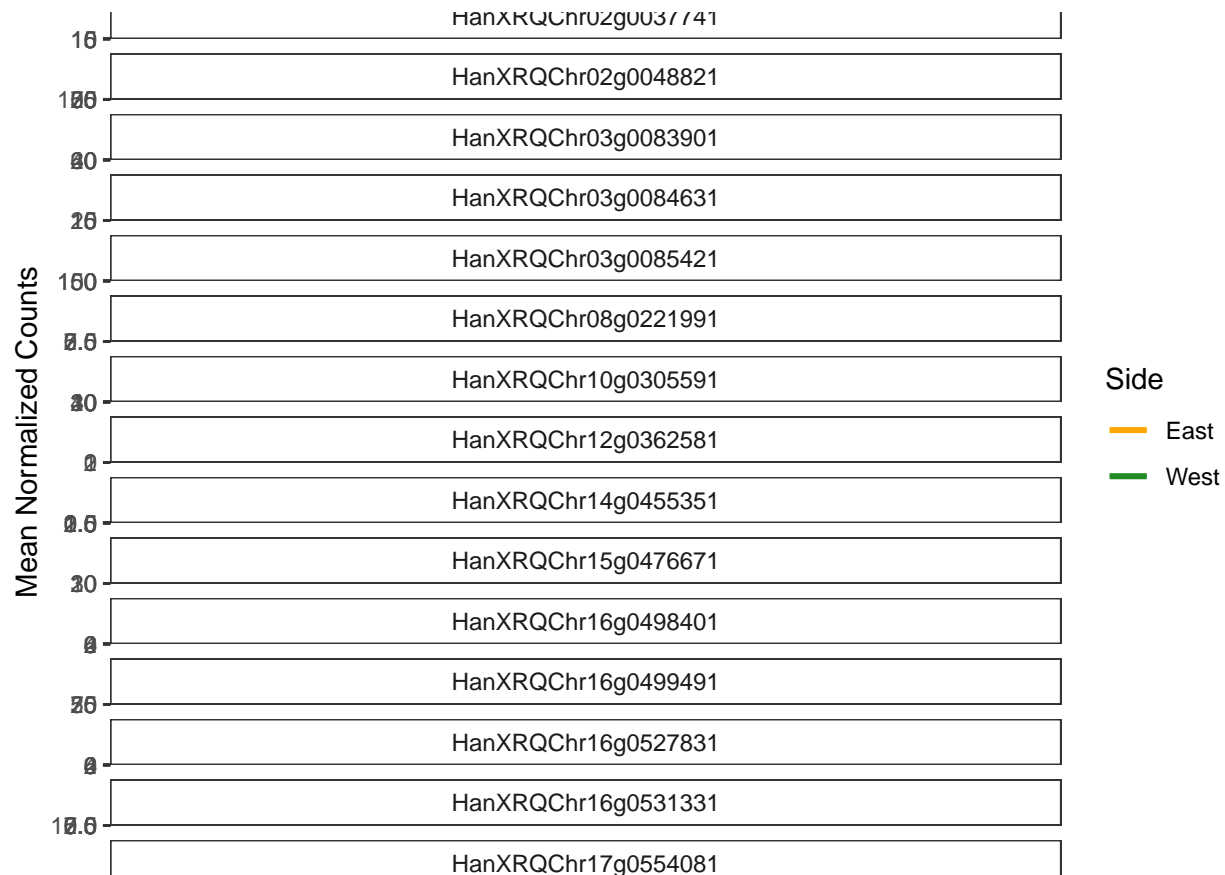 HanXRQChr02g0037741
HanXRQChr02g0048821
HanXRQChr03g0083901
HanXRQChr03g0084631
HanXRQChr03g0085421
HanXRQChr08g0221991
HanXRQChr10g0305591
HanXRQChr12g0362581
HanXRQChr14g0455351
HanXRQChr15g0476671
HanXRQChr16g0498401
HanXRQChr16g0499491
HanXRQChr16g0527831
HanXRQChr16g0531331
HanXRQChr17g0554081
Mean Normalized Counts
Side
East
West